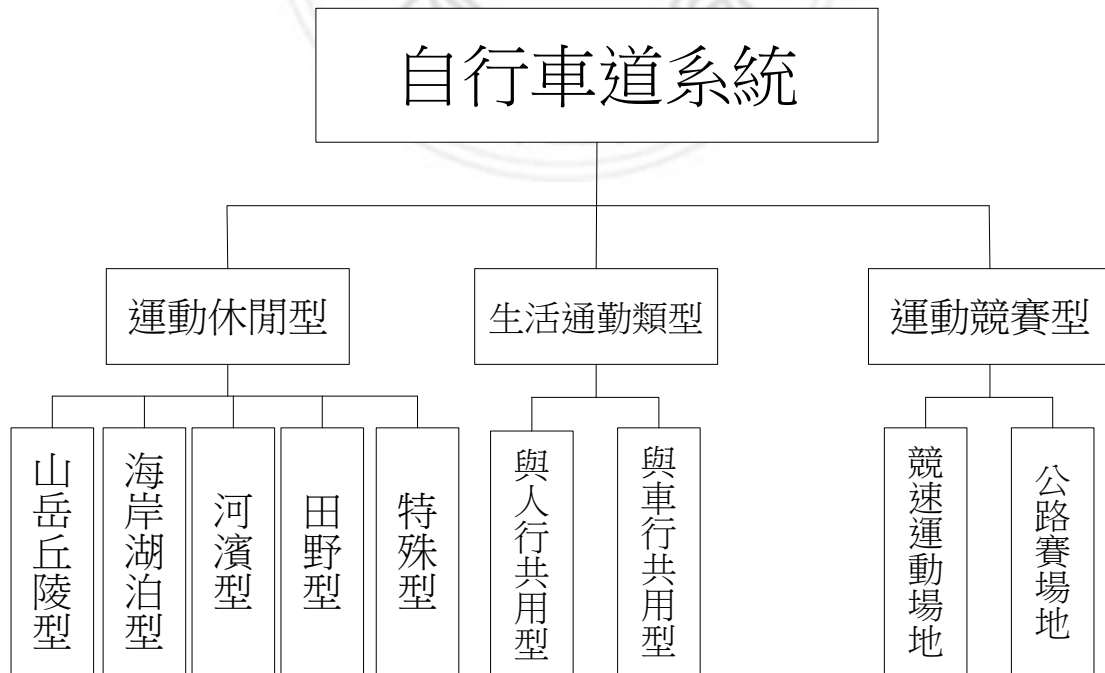 自行車道系統
運動休閒型
生活通勤類型
運動競賽型
山岳丘陵型
海岸湖泊型
河濱型
田野型
特殊型
與人行共用型
與車行共用型
競速運動場地
公路賽場地